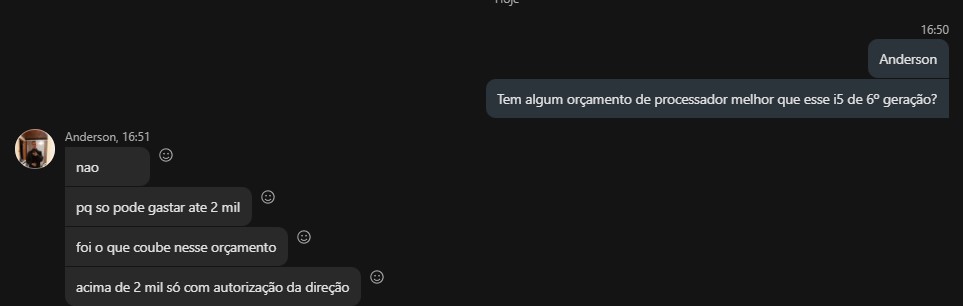 Hoje
16:50
Anderson
Tem algum orçamento de processador melhor que esse i5 de 6º geração?
Anderson, 16:51
nao
pq so pode gastar ate 2 mil
foi o que coube nesse orçamento
acima de 2 mil só com autorização da direção